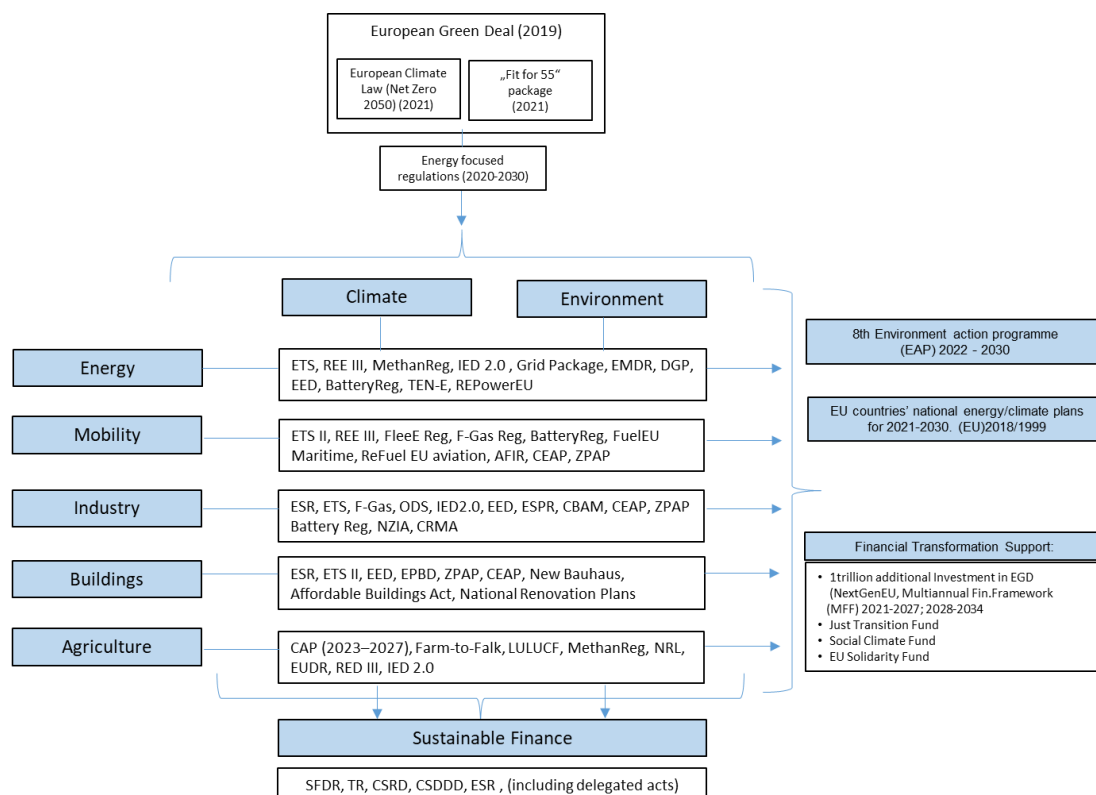 European Green Deal (2019)
European Climate
Law (Net Zero
2050) (2021)
„Fit for 55“
package
(2021)
Energy focused
regulations (2020-2030)
Climate
Environment
Energy
ETS, REE III, MethanReg, IED 2.0 , Grid Package, EMDR, DGP,
EED, BatteryReg, TEN-E, REPowerEU
Mobility
ETS II, REE III, FleeE Reg, F-Gas Reg, BatteryReg, FuelEU
Maritime, ReFuel EU aviation, AFIR, CEAP, ZPAP
Industry
ESR, ETS, F-Gas, ODS, IED2.0, EED, ESPR, CBAM, CEAP, ZPAP
Battery Reg, NZIA, CRMA
Buildings
ESR, ETS II, EED, EPBD, ZPAP, CEAP, New Bauhaus,
Affordable Buildings Act, National Renovation Plans
Agriculture
CAP (2023–2027), Farm-to-Falk, LULUCF, MethanReg, NRL,
EUDR, RED III, IED 2.0
8th Environment action programme
(EAP) 2022 - 2030
EU countries’ national energy/climate plans
for 2021-2030. (EU)2018/1999
Financial Transformation Support:
• 1trillion additional Investment in EGD
(NextGenEU, Multiannual Fin.Framework
(MFF) 2021-2027; 2028-2034
• Just Transition Fund
• Social Climate Fund
• EU Solidarity Fund
Sustainable Finance
SFDR, TR, CSRD, CSDDD, ESR , (including delegated acts)